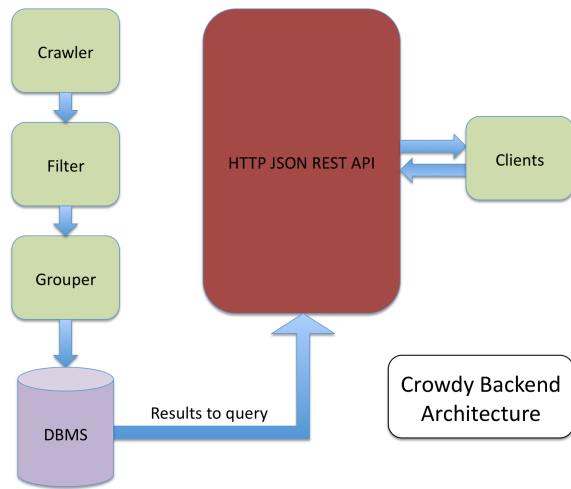 Crawler
Filter
Grouper
DBMS
Results to query
HTTP JSON REST API
Clients
Crowdy Backend
Architecture